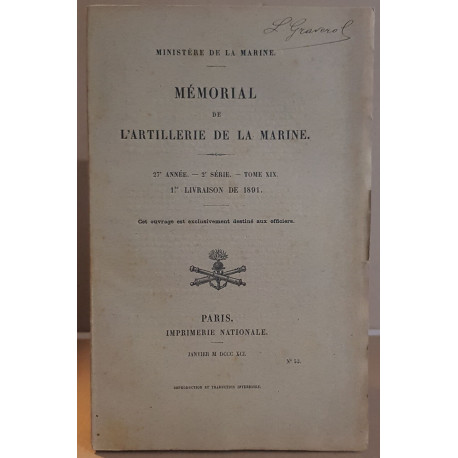 L. Graverol
MINISTÈRE DE LA MARINE.
MÉMORIAL
DE
L'ARTILLERIE DE LA MARINE.
27e ANNÉE. — 2e SÉRIE. — TOME XIX.
1re LIVRAISON DE 1891.
Cet ouvrage est exclusivement destiné aux officiers.
PARIS.
IMPRIMERIE NATIONALE.
JANVIER M DCCC XCI.
REPRODUCTION ET TRADUCTION INTERDITES.